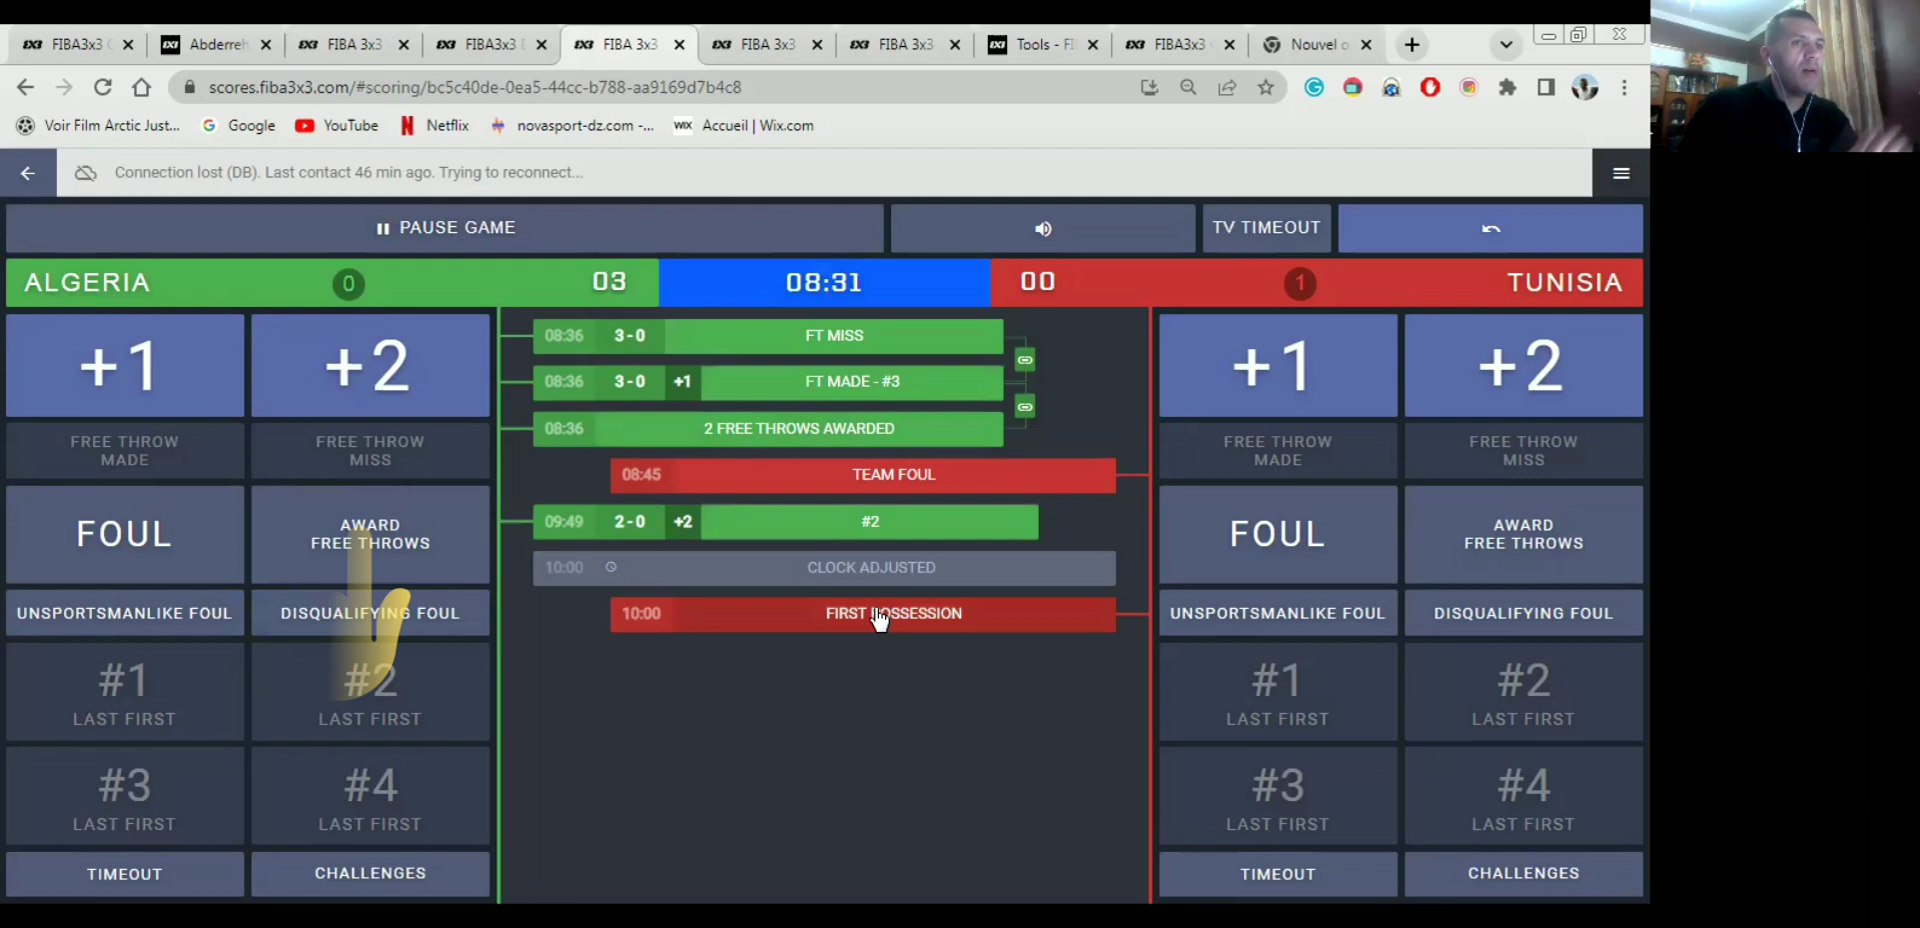 FIBA3x3
Abderreh
FIBA 3x3
FIBA3x3 E
FIBA 3x3
FIBA 3x3
FIBA 3x3
Tools - FI
FIBA3x3
Nouvel o
scores.fiba3x3.com/#scoring/bc5c40de-0ea5-44cc-b788-aa9169d7b4c8
Voir Film Arctic Just... Google YouTube Netflix novasport-dz.com -... WIX Accueil | Wix.com
Connection lost (DB). Last contact 46 min ago. Trying to reconnect...
PAUSE GAME
TV TIMEOUT
ALGERIA 0 03 08:31 00 1 TUNISIA
+1
+2
FREE THROW
MADE
FREE THROW
MISS
FOUL
AWARD
FREE THROWS
UNSPORTSMANLIKE FOUL
DISQUALIFYING FOUL
#1
LAST FIRST
#2
LAST FIRST
#3
LAST FIRST
#4
LAST FIRST
TIMEOUT
CHALLENGES
08:36 3-0 FT MISS
08:36 3-0 +1 FT MADE - #3
08:36 2 FREE THROWS AWARDED
08:45 TEAM FOUL
09:49 2-0 +2 #2
10:00 CLOCK ADJUSTED
10:00 FIRST POSSESSION
+1
+2
FREE THROW
MADE
FREE THROW
MISS
FOUL
AWARD
FREE THROWS
UNSPORTSMANLIKE FOUL
DISQUALIFYING FOUL
#1
LAST FIRST
#2
LAST FIRST
#3
LAST FIRST
#4
LAST FIRST
TIMEOUT
CHALLENGES